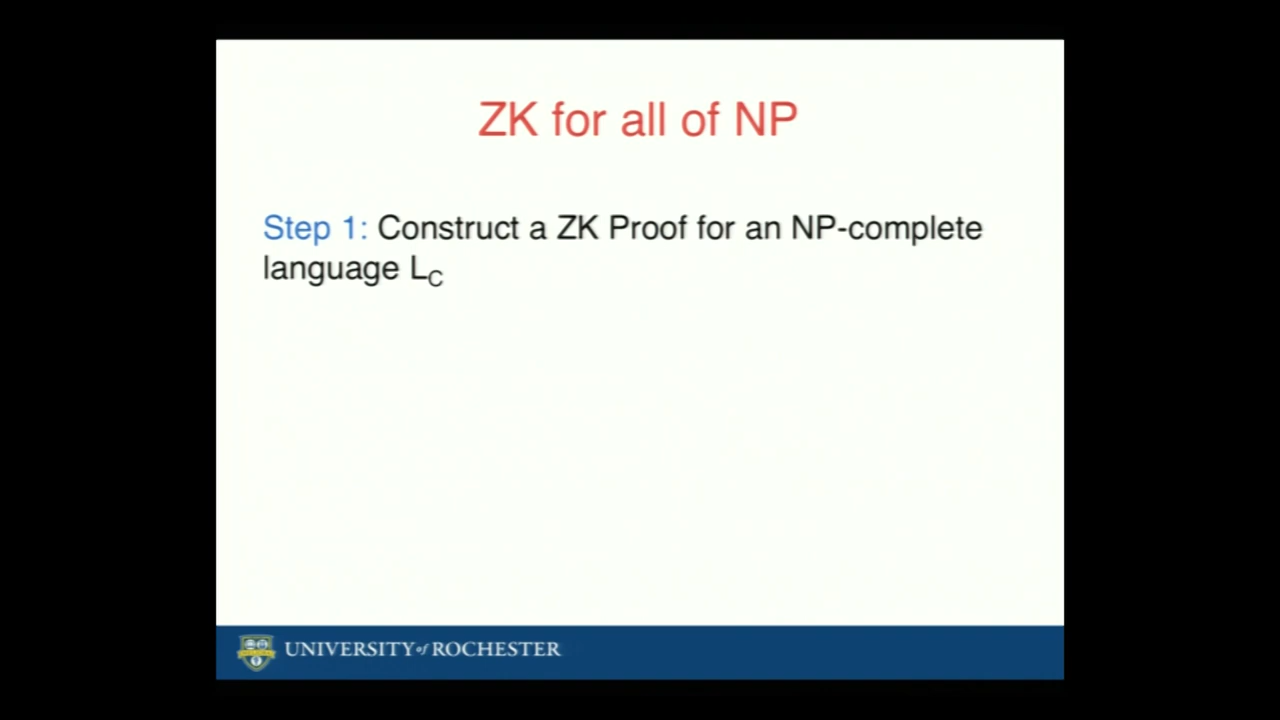 ZK for all of NP
Step 1: Construct a ZK Proof for an NP-complete
language L_C
UNIVERSITY of ROCHESTER